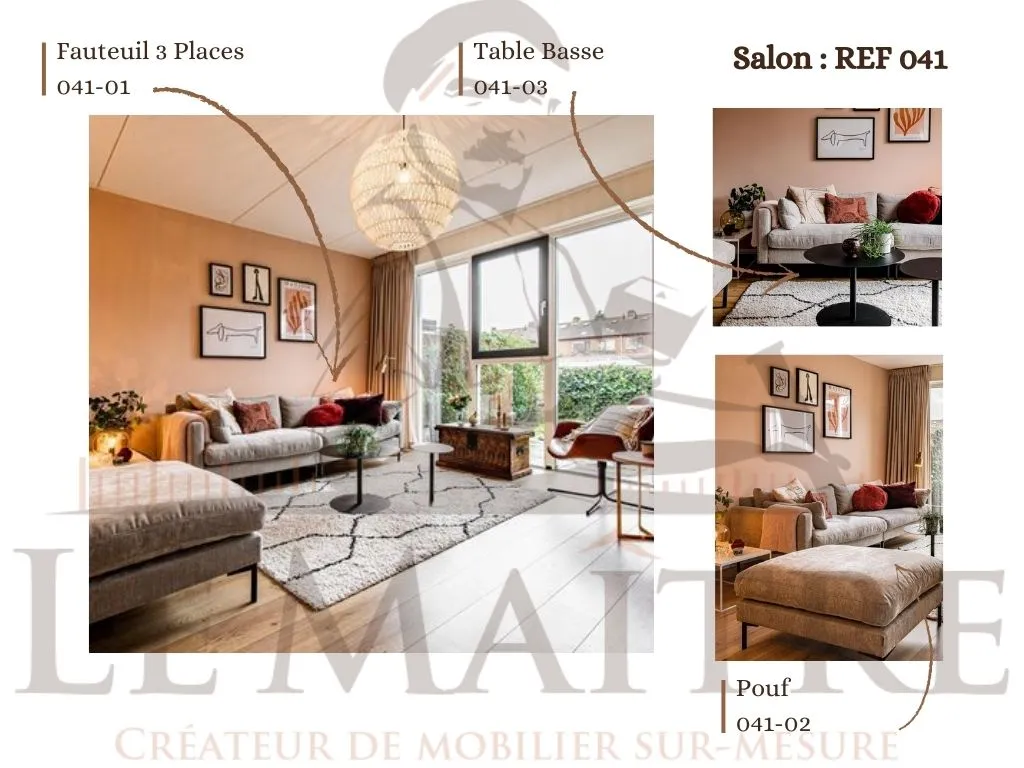 Fauteuil 3 Places
041-01
Table Basse
041-03
Salon : REF 041
Pouf
041-02
LE MAITRE
CRÉATEUR DE MOBILIER SUR-MESURE